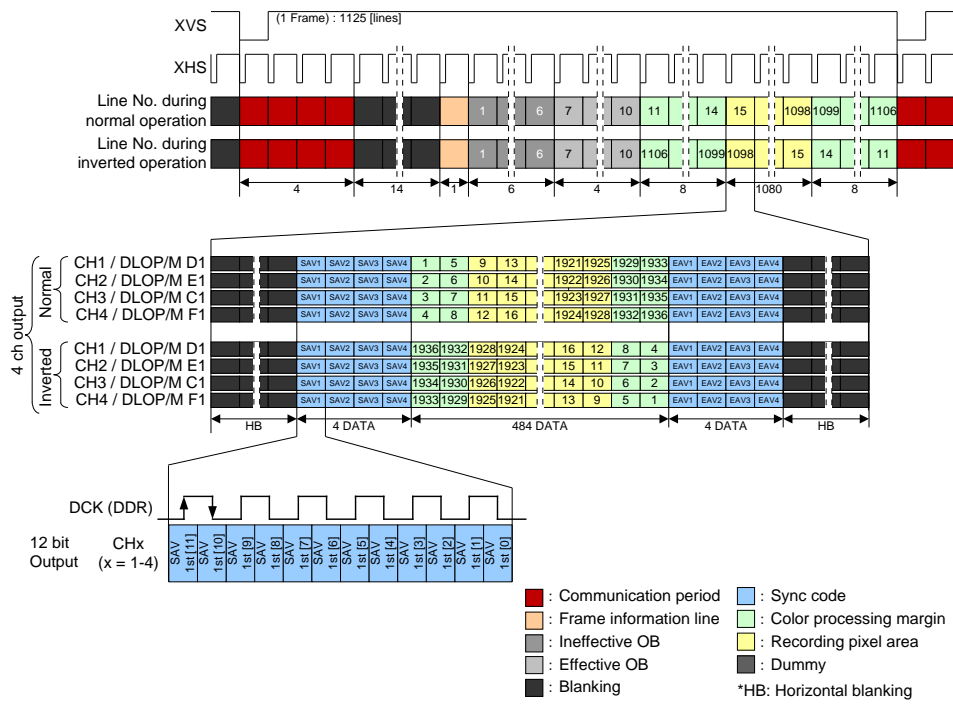 (1 Frame) : 1125 [lines]
XVS
XHS
Line No. during normal operation
1 6 7 10 11 14 15 1098 1099 1106
Line No. during inverted operation
1 6 7 10 1106 1099 1098 15 14 11
4 14 1 6 4 8 1080 8
4 ch output
Normal
CH1 / DLOP/M D1 SAV1 SAV2 SAV3 SAV4 1 5 9 13 1921 1925 1929 1933 EAV1 EAV2 EAV3 EAV4
CH2 / DLOP/M E1 SAV1 SAV2 SAV3 SAV4 2 6 10 14 1922 1926 1930 1934 EAV1 EAV2 EAV3 EAV4
CH3 / DLOP/M C1 SAV1 SAV2 SAV3 SAV4 3 7 11 15 1923 1927 1931 1935 EAV1 EAV2 EAV3 EAV4
CH4 / DLOP/M F1 SAV1 SAV2 SAV3 SAV4 4 8 12 16 1924 1928 1932 1936 EAV1 EAV2 EAV3 EAV4
Inverted
CH1 / DLOP/M D1 SAV1 SAV2 SAV3 SAV4 1936 1932 1928 1924 16 12 8 4 EAV1 EAV2 EAV3 EAV4
CH2 / DLOP/M E1 SAV1 SAV2 SAV3 SAV4 1935 1931 1927 1923 15 11 7 3 EAV1 EAV2 EAV3 EAV4
CH3 / DLOP/M C1 SAV1 SAV2 SAV3 SAV4 1934 1930 1926 1922 14 10 6 2 EAV1 EAV2 EAV3 EAV4
CH4 / DLOP/M F1 SAV1 SAV2 SAV3 SAV4 1933 1929 1925 1921 13 9 5 1 EAV1 EAV2 EAV3 EAV4
HB 4 DATA 484 DATA 4 DATA HB
DCK (DDR)
12 bit Output
CHx (x = 1-4)
SAV 1st [11]
SAV 1st [10]
SAV 1st [9]
SAV 1st [8]
SAV 1st [7]
SAV 1st [6]
SAV 1st [5]
SAV 1st [4]
SAV 1st [3]
SAV 1st [2]
SAV 1st [1]
SAV 1st [0]
: Communication period
: Frame information line
: Ineffective OB
: Effective OB
: Blanking
: Sync code
: Color processing margin
: Recording pixel area
: Dummy
*HB: Horizontal blanking